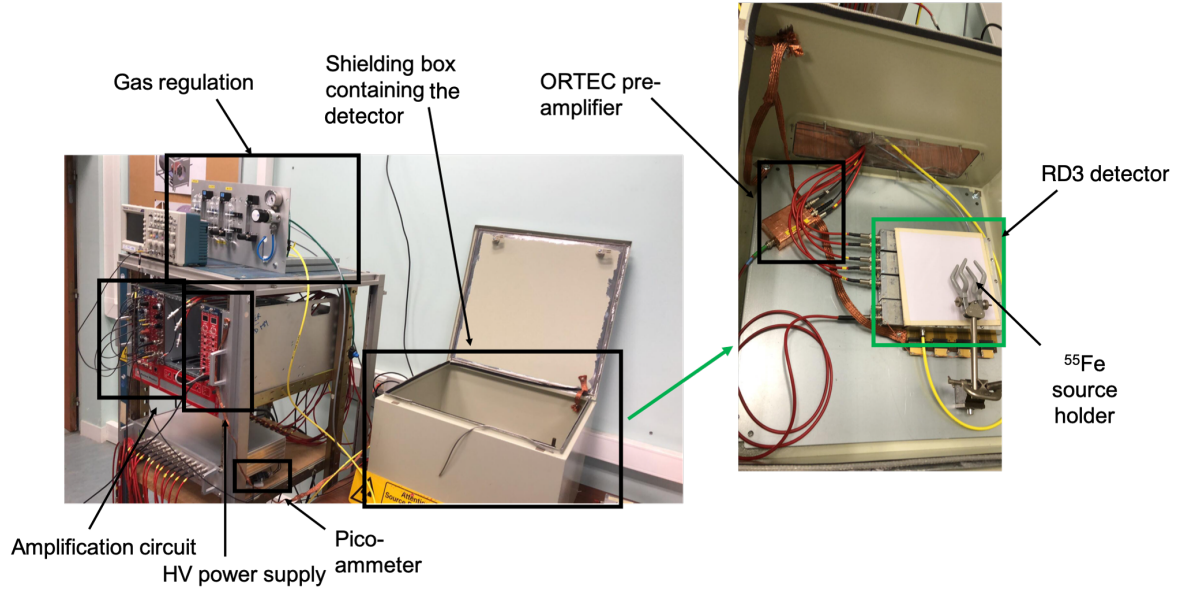 Gas regulation
Shielding box
containing the
detector
ORTEC pre-
amplifier
RD3 detector
55Fe
source
holder
Amplification circuit
HV power supply
Pico-
ammeter